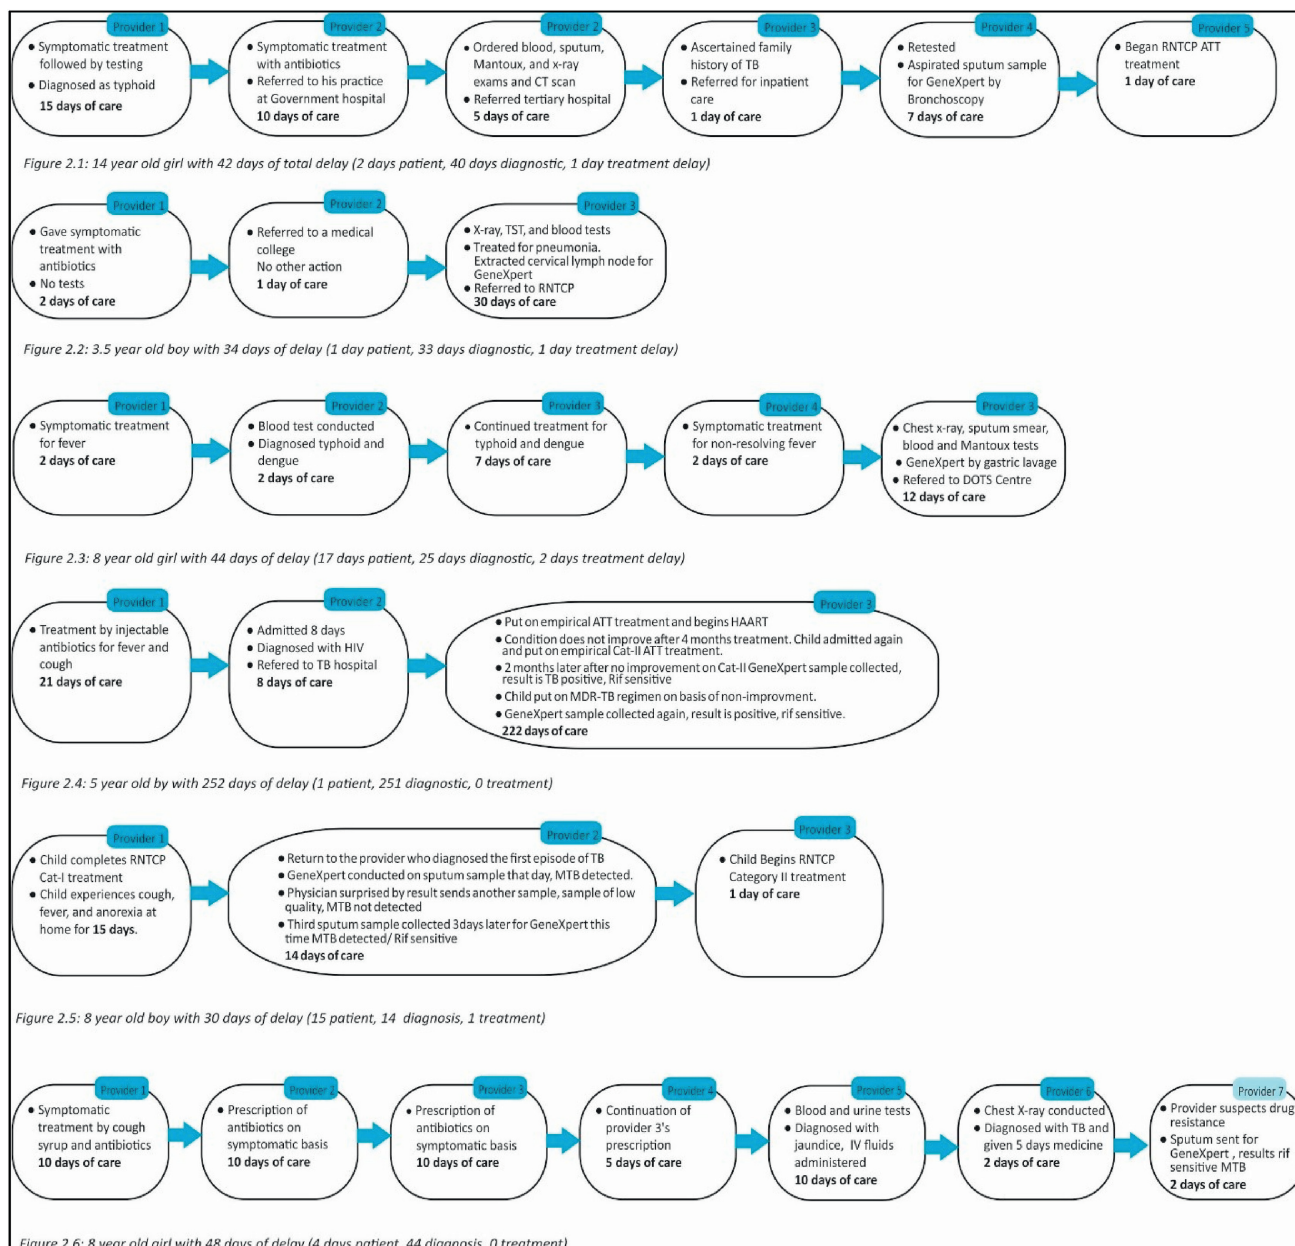 Provider 1
● Symptomatic treatment
followed by testing
● Diagnosed as typhoid
15 days of care
Provider 2
● Symptomatic treatment
with antibiotics
● Referred to his practice
at Government hospital
10 days of care
Provider 2
● Ordered blood, sputum,
Mantoux, and x-ray
exams and CT scan
● Referred tertiary hospital
5 days of care
Provider 3
● Ascertained family
history of TB
● Referred for inpatient
care
1 day of care
Provider 4
● Retested
● Aspirated sputum sample
for GeneXpert by
Bronchoscopy
7 days of care
Provider 5
● Began RNTCP ATT
treatment
1 day of care
Figure 2.1: 14 year old girl with 42 days of total delay (2 days patient, 40 days diagnostic, 1 day treatment delay)
Provider 1
● Gave symptomatic
treatment with
antibiotics
● No tests
2 days of care
Provider 2
● Referred to a medical
college
No other action
1 day of care
Provider 3
● X-ray, TST, and blood tests
● Treated for pneumonia.
Extracted cervical lymph node for
GeneXpert
● Referred to RNTCP
30 days of care
Figure 2.2: 3.5 year old boy with 34 days of delay (1 day patient, 33 days diagnostic, 1 day treatment delay)
Provider 1
● Symptomatic treatment
for fever
2 days of care
Provider 2
● Blood test conducted
● Diagnosed typhoid and
dengue
2 days of care
Provider 3
● Continued treatment for
typhoid and dengue
7 days of care
Provider 4
● Symptomatic treatment
for non-resolving fever
2 days of care
Provider 3
● Chest x-ray, sputum smear,
blood and Mantoux tests
● GeneXpert by gastric lavage
● Refered to DOTS Centre
12 days of care
Figure 2.3: 8 year old girl with 44 days of delay (17 days patient, 25 days diagnostic, 2 days treatment delay)
Provider 1
● Treatment by injectable
antibiotics for fever and
cough
21 days of care
Provider 2
● Admitted 8 days
● Diagnosed with HIV
● Refered to TB hospital
8 days of care
Provider 3
● Put on empirical ATT treatment and begins HAART
● Condition does not improve after 4 months treatment. Child admitted again
and put on empirical Cat-II ATT treatment.
● 2 months later after no improvement on Cat-II GeneXpert sample collected,
result is TB positive, Rif sensitive
● Child put on MDR-TB regimen on basis of non-improvment.
● GeneXpert sample collected again, result is positive, rif sensitive.
222 days of care
Figure 2.4: 5 year old by with 252 days of delay (1 patient, 251 diagnostic, 0 treatment)
Provider 1
● Child completes RNTCP
Cat-I treatment
● Child experiences cough,
fever, and anorexia at
home for 15 days.
Provider 2
● Return to the provider who diagnosed the first episode of TB
● GeneXpert conducted on sputum sample that day, MTB detected.
● Physician surprised by result sends another sample, sample of low
quality, MTB not detected
● Third sputum sample collected 3days later for GeneXpert this
time MTB detected/ Rif sensitive
14 days of care
Provider 3
● Child Begins RNTCP
Category II treatment
1 day of care
Figure 2.5: 8 year old boy with 30 days of delay (15 patient, 14 diagnosis, 1 treatment)
Provider 1
● Symptomatic
treatment by cough
syrup and antibiotics
10 days of care
Provider 2
● Prescription of
antibiotics on
symptomatic basis
10 days of care
Provider 3
● Prescription of
antibiotics on
symptomatic basis
10 days of care
Provider 4
● Continuation of
provider 3's
prescription
5 days of care
Provider 5
● Blood and urine tests
● Diagnosed with
jaundice, IV fluids
administered
10 days of care
Provider 6
● Chest X-ray conducted
● Diagnosed with TB and
given 5 days medicine
2 days of care
Provider 7
● Provider suspects drug
resistance
● Sputum sent for
GeneXpert , results rif
sensitive MTB
2 days of care
Figure 2.6: 8 year old girl with 48 days of delay (4 days patient, 44 diagnosis, 0 treatment)